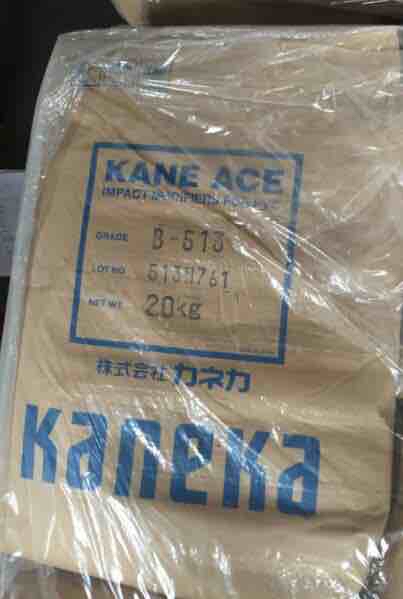 KANE ACE
IMPACT MODIFIERS FOR PVC
GRADE B-513
LOT NO 513M761
NET WT. 20kg
株式会社 カネカ
Kaneka